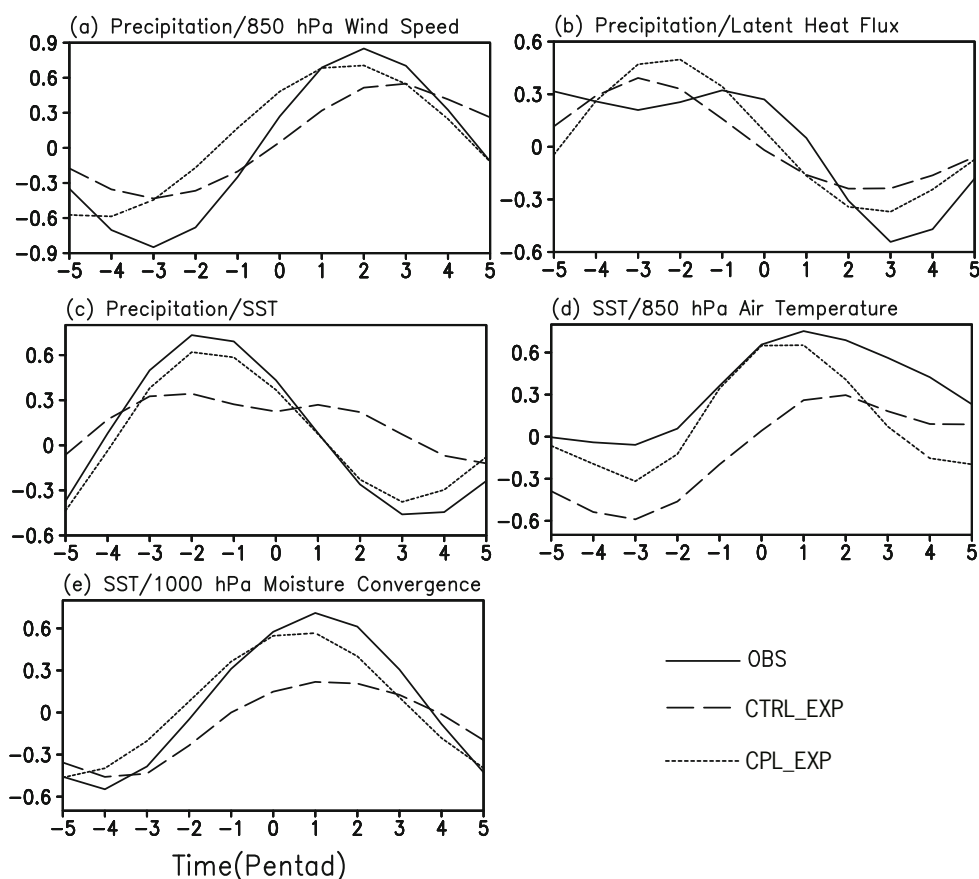 (a) Precipitation/850 hPa Wind Speed
0.9
0.6
0.3
0
-0.3
-0.6
-0.9
-5 -4 -3 -2 -1 0 1 2 3 4 5
(b) Precipitation/Latent Heat Flux
0.6
0.3
0
-0.3
-0.6
-5 -4 -3 -2 -1 0 1 2 3 4 5
(c) Precipitation/SST
0.6
0.3
0
-0.3
-0.6
-5 -4 -3 -2 -1 0 1 2 3 4 5
(d) SST/850 hPa Air Temperature
0.6
0.3
0
-0.3
-0.6
-5 -4 -3 -2 -1 0 1 2 3 4 5
(e) SST/1000 hPa Moisture Convergence
0.6
0.3
0
-0.3
-0.6
-5 -4 -3 -2 -1 0 1 2 3 4 5
Time(Pentad)
OBS
CTRL_EXP
CPL_EXP